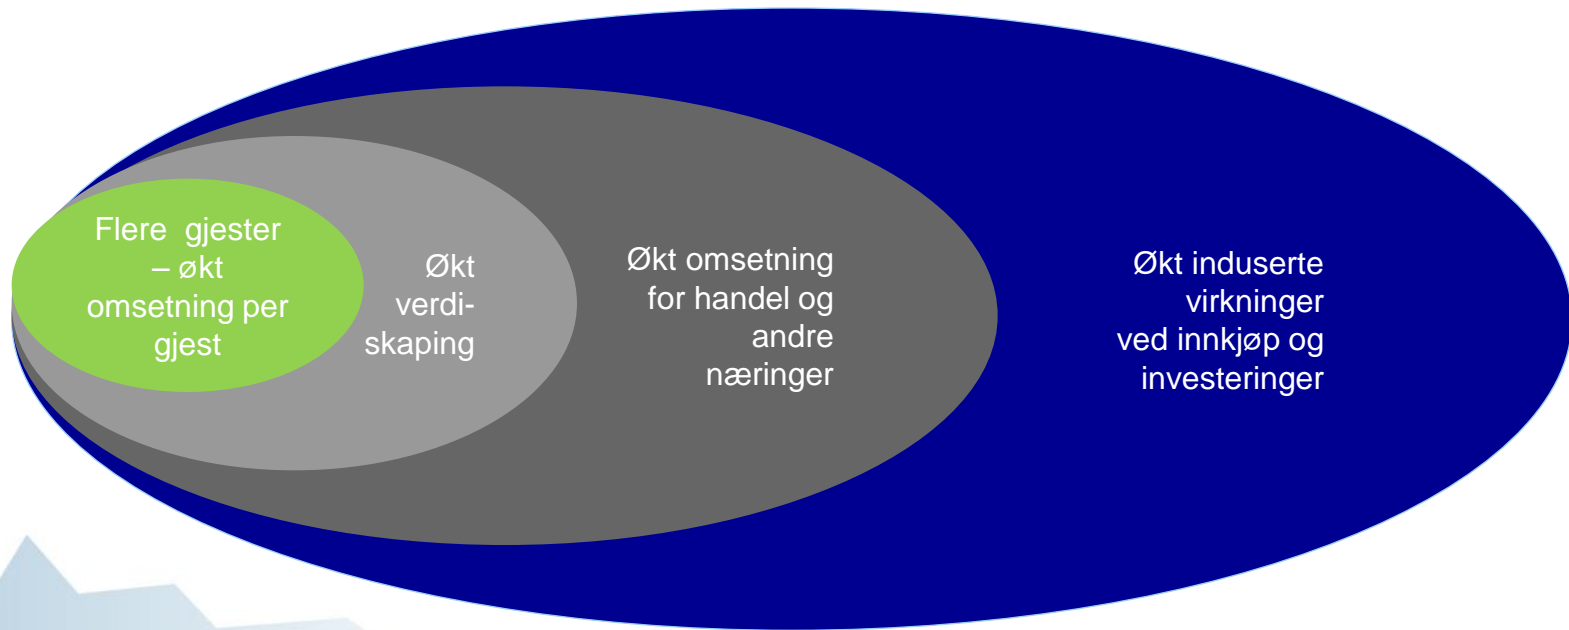 Flere gjester
– økt
omsetning per
gjest
Økt
verdi-
skaping
Økt omsetning
for handel og
andre
næringer
Økt induserte
virkninger
ved innkjøp og
investeringer